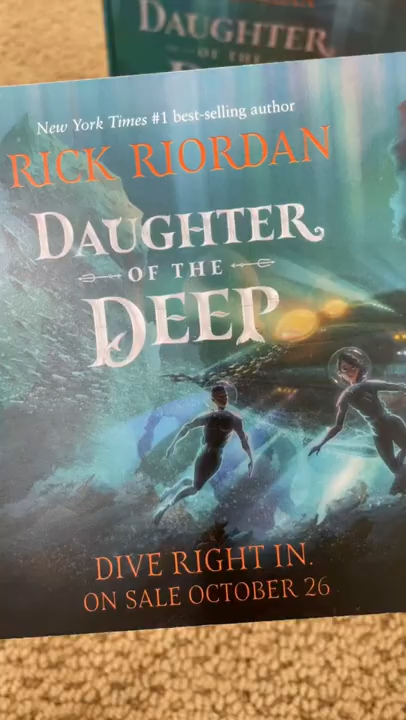 DAUGHTER
OF THE
New York Times #1 best-selling author
RICK RIORDAN
DAUGHTER
OF THE
DEEP
DIVE RIGHT IN.
ON SALE OCTOBER 26